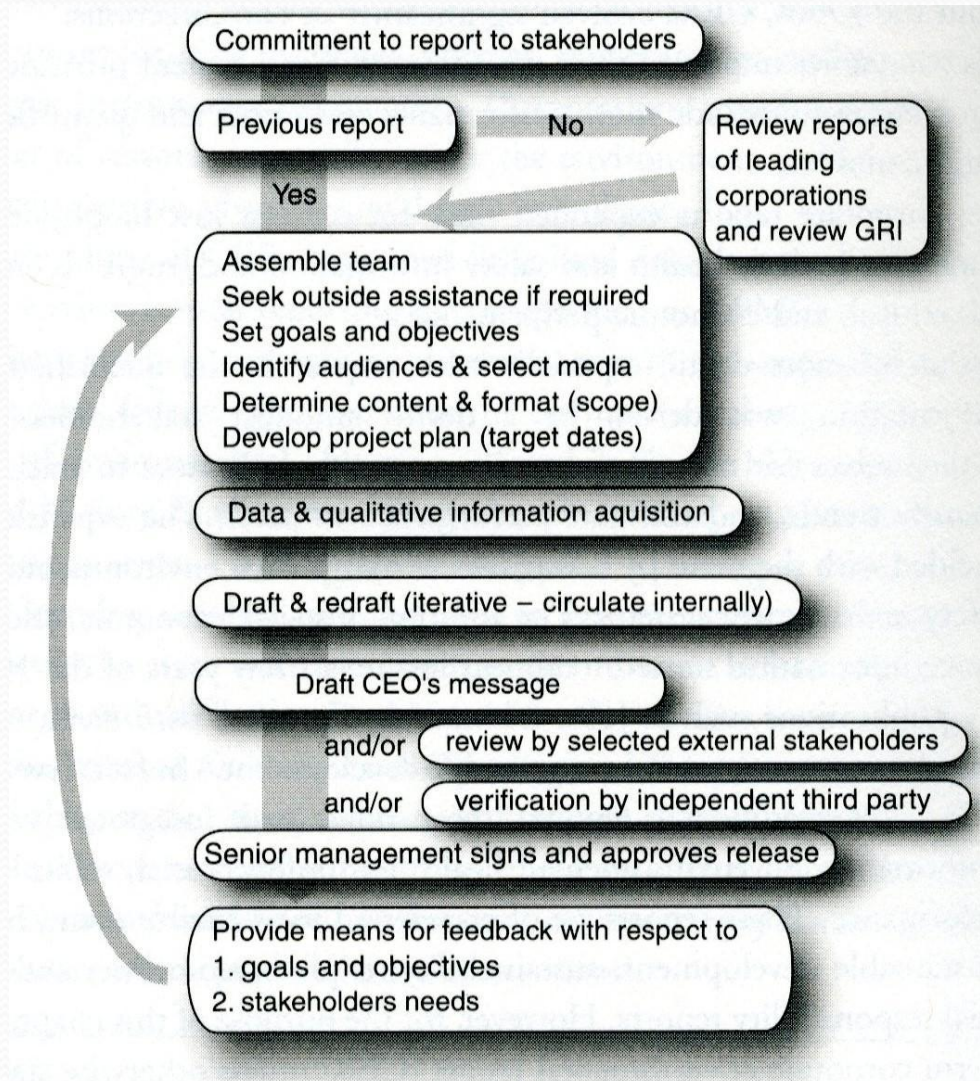 Commitment to report to stakeholders
Previous report
No
Review reports
of leading
corporations
and review GRI
Yes
Assemble team
Seek outside assistance if required
Set goals and objectives
Identify audiences & select media
Determine content & format (scope)
Develop project plan (target dates)
Data & qualitative information aquisition
Draft & redraft (iterative – circulate internally)
Draft CEO's message
and/or review by selected external stakeholders
and/or verification by independent third party
Senior management signs and approves release
Provide means for feedback with respect to
1. goals and objectives
2. stakeholders needs